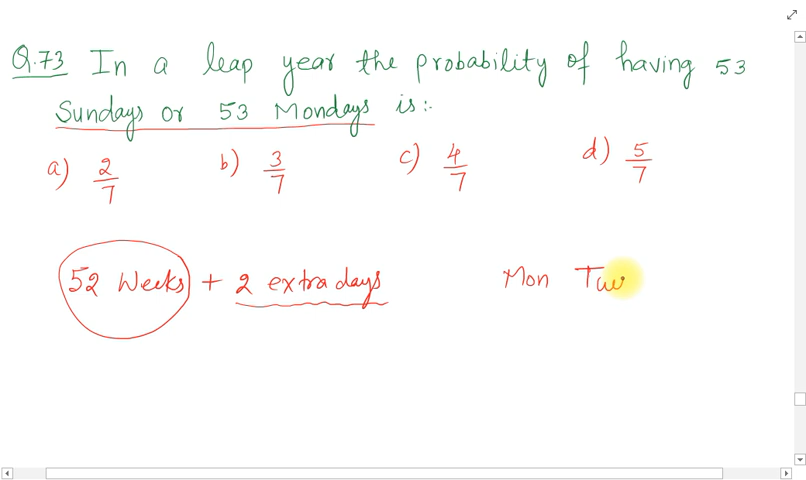 Q.73 In a leap year the probability of having 53
Sundays or 53 Mondays is:-
a) 2/7 b) 3/7 c) 4/7 d) 5/7
52 Weeks + 2 extra days Mon Tue